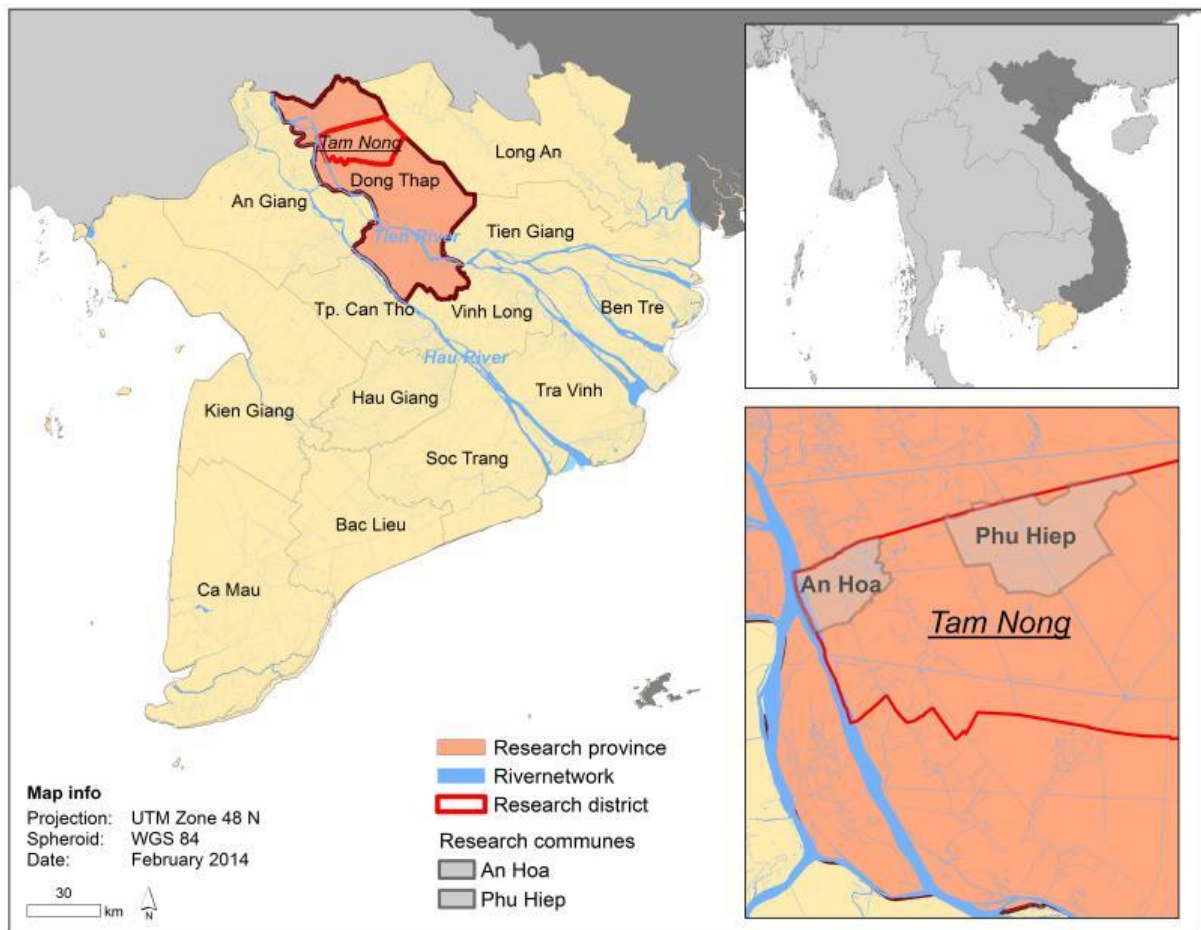 Tam Nong
Long An
Dong Thap
An Giang
Tien River
Tien Giang
Tp. Can Tho
Vinh Long
Ben Tre
Hau River
Kien Giang
Hau Giang
Tra Vinh
Soc Trang
Bac Lieu
Ca Mau
Phu Hiep
An Hoa
Tam Nong
Research province
Rivernetwork
Research district
Research communes
An Hoa
Phu Hiep
Map info
Projection: UTM Zone 48 N
Spheroid: WGS 84
Date: February 2014
30
km
N